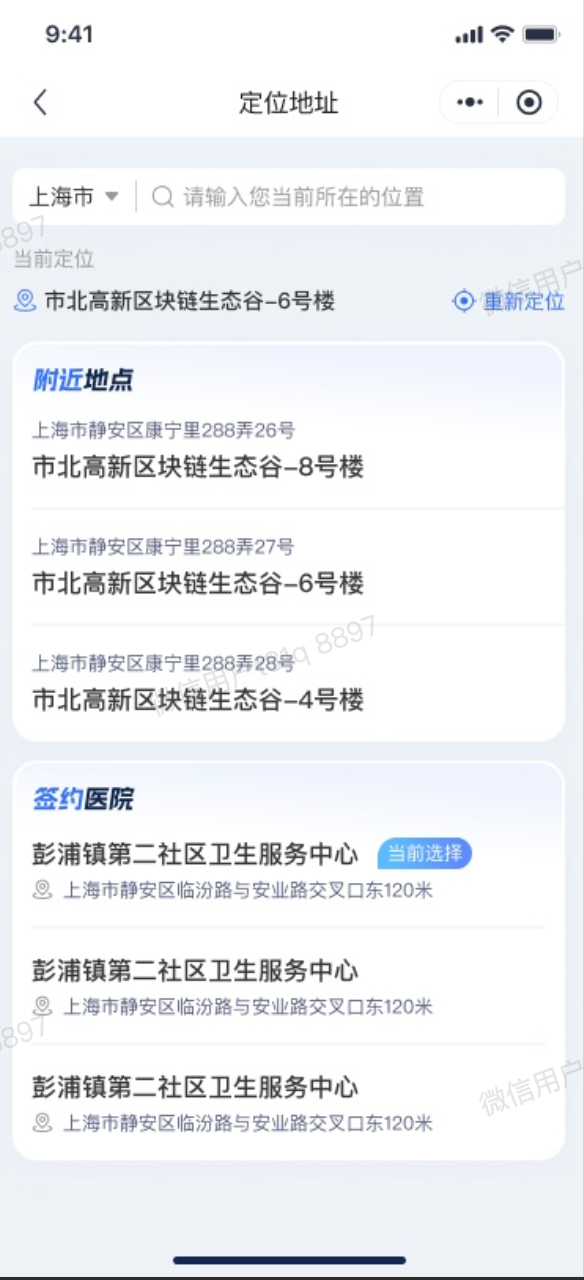 9:41
定位地址
上海市 请输入您当前所在的位置
当前定位
市北高新区块链生态谷-6号楼 重新定位
附近地点
上海市静安区康宁里288弄26号
市北高新区块链生态谷-8号楼
上海市静安区康宁里288弄27号
市北高新区块链生态谷-6号楼
上海市静安区康宁里288弄28号
市北高新区块链生态谷-4号楼
签约医院
彭浦镇第二社区卫生服务中心 当前选择
上海市静安区临汾路与安业路交叉口东120米
彭浦镇第二社区卫生服务中心
上海市静安区临汾路与安业路交叉口东120米
彭浦镇第二社区卫生服务中心
上海市静安区临汾路与安业路交叉口东120米
8897
微信用户
微信用户 8897
8897
微信用户